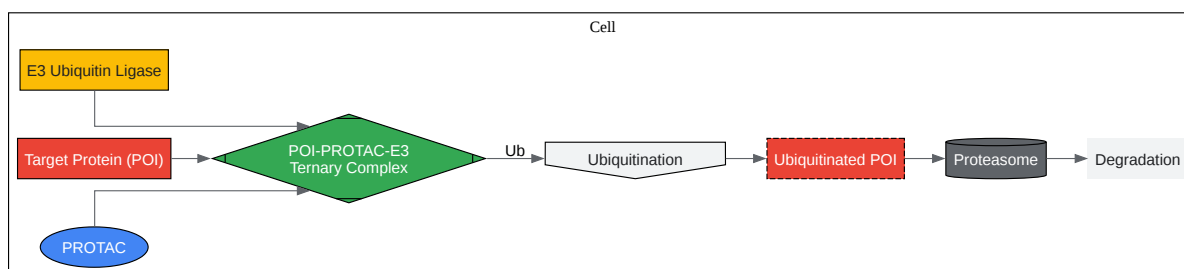 Cell
E3 Ubiquitin Ligase
Target Protein (POI)
PROTAC
POI-PROTAC-E3
Ternary Complex
Ub
Ubiquitination
Ubiquitinated POI
Proteasome
Degradation